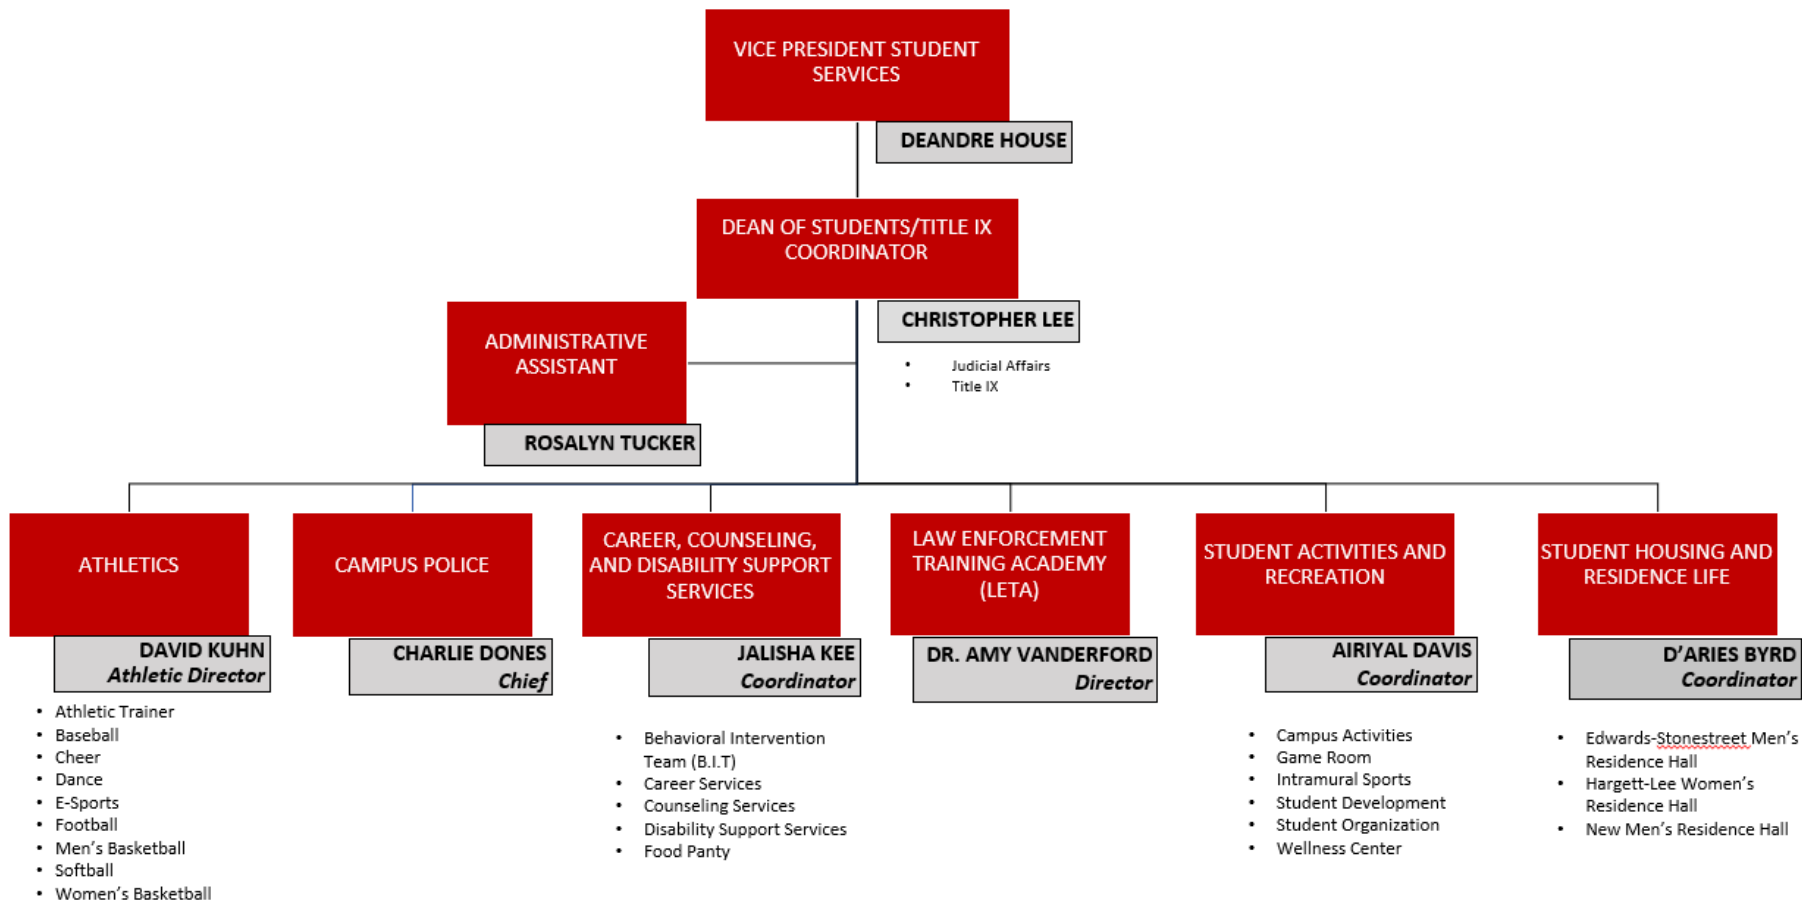 VICE PRESIDENT STUDENT
SERVICES
DEANDRE HOUSE
DEAN OF STUDENTS/TITLE IX
COORDINATOR
CHRISTOPHER LEE
• Judicial Affairs
• Title IX
ADMINISTRATIVE
ASSISTANT
ROSALYN TUCKER
ATHLETICS
DAVID KUHN
Athletic Director
• Athletic Trainer
• Baseball
• Cheer
• Dance
• E-Sports
• Football
• Men's Basketball
• Softball
• Women's Basketball
CAMPUS POLICE
CHARLIE DONES
Chief
CAREER, COUNSELING,
AND DISABILITY SUPPORT
SERVICES
JALISHA KEE
Coordinator
• Behavioral Intervention
Team (B.I.T)
• Career Services
• Counseling Services
• Disability Support Services
• Food Panty
LAW ENFORCEMENT
TRAINING ACADEMY
(LETA)
DR. AMY VANDERFORD
Director
STUDENT ACTIVITIES AND
RECREATION
AIRIYAL DAVIS
Coordinator
• Campus Activities
• Game Room
• Intramural Sports
• Student Development
• Student Organization
• Wellness Center
STUDENT HOUSING AND
RESIDENCE LIFE
D'ARIES BYRD
Coordinator
• Edwards-Stonestreet Men's
Residence Hall
• Hargett-Lee Women's
Residence Hall
• New Men's Residence Hall